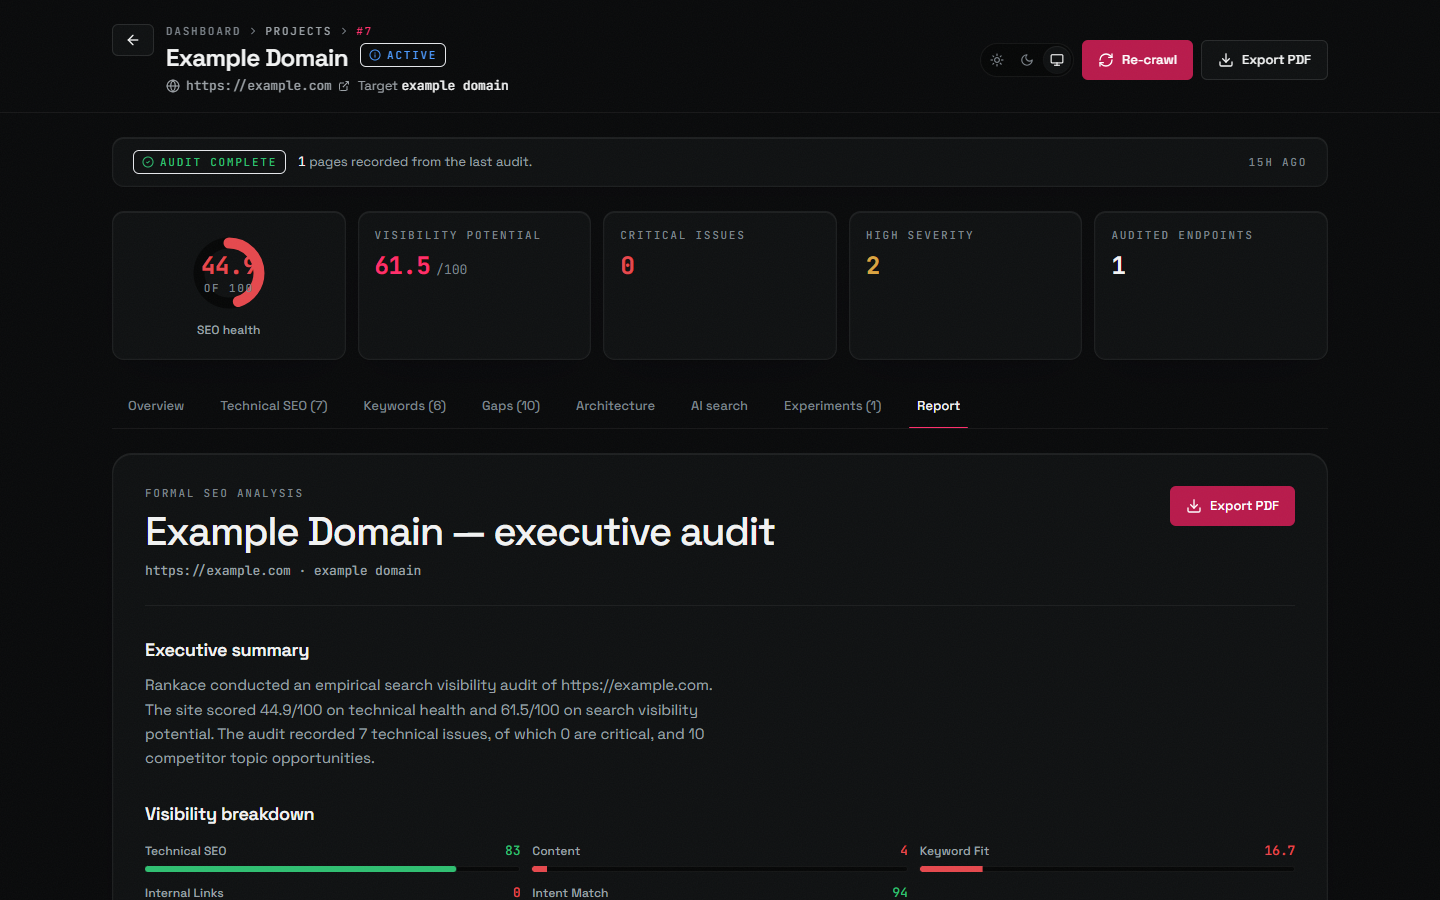 DASHBOARD > PROJECTS > #7
Example Domain
ACTIVE
https://example.com Target example domain
Re-crawl
Export PDF
AUDIT COMPLETE
1 pages recorded from the last audit.
15H AGO
44.9
OF 100
SEO health
VISIBILITY POTENTIAL
61.5 /100
CRITICAL ISSUES
0
HIGH SEVERITY
2
AUDITED ENDPOINTS
1
Overview
Technical SEO (7)
Keywords (6)
Gaps (10)
Architecture
AI search
Experiments (1)
Report
FORMAL SEO ANALYSIS
Example Domain — executive audit
https://example.com · example domain
Export PDF
Executive summary
Rankace conducted an empirical search visibility audit of https://example.com.
The site scored 44.9/100 on technical health and 61.5/100 on search visibility
potential. The audit recorded 7 technical issues, of which 0 are critical, and 10
competitor topic opportunities.
Visibility breakdown
Technical SEO 83
Content 4
Keyword Fit 16.7
Internal Links 0
Intent Match 94